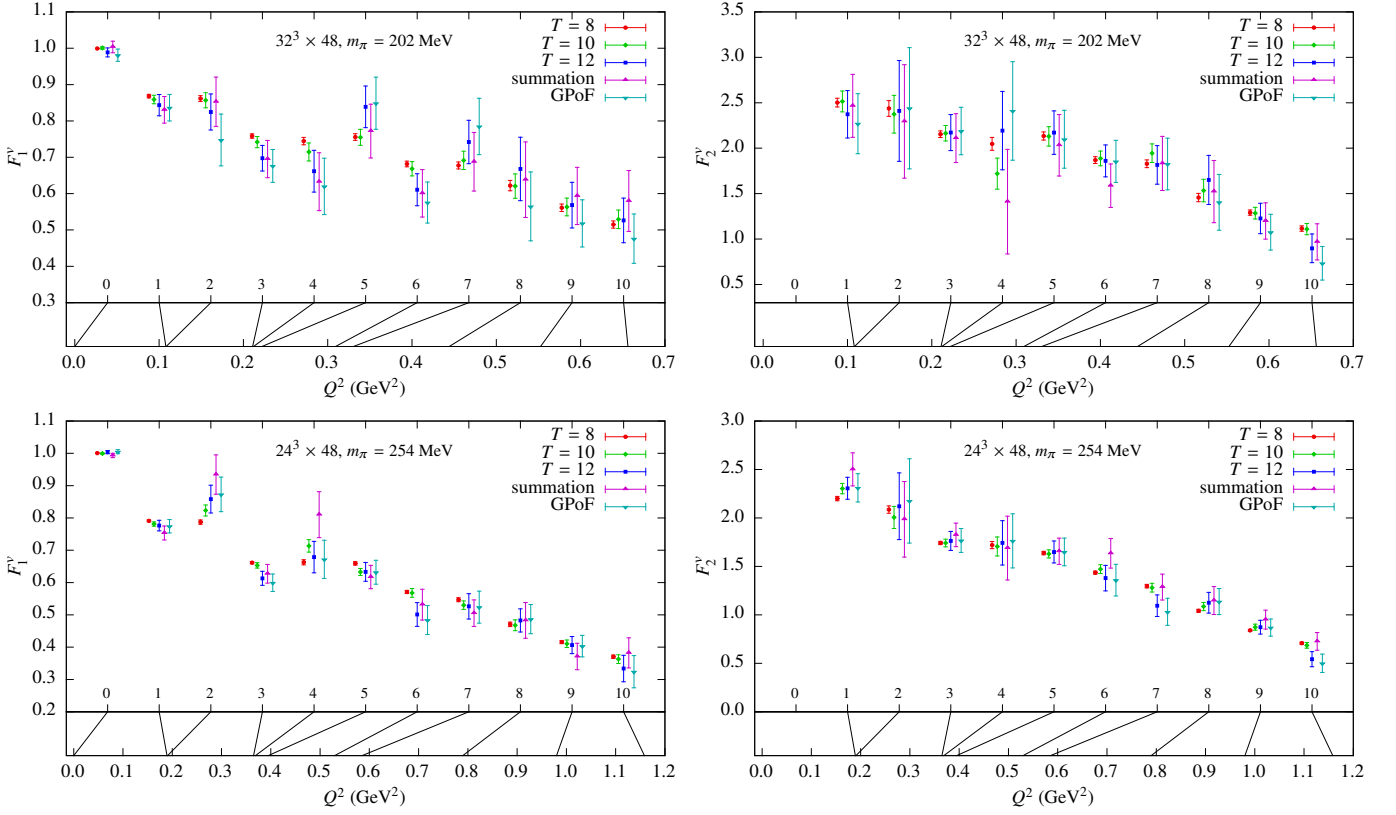 32³ × 48, mπ = 202 MeV
T = 8
T = 10
T = 12
summation
GPoF
F₁ᵛ
1.1
1.0
0.9
0.8
0.7
0.6
0.5
0.4
0.3
0 1 2 3 4 5 6 7 8 9 10
0.0 0.1 0.2 0.3 0.4 0.5 0.6 0.7
Q² (GeV²)
32³ × 48, mπ = 202 MeV
T = 8
T = 10
T = 12
summation
GPoF
F₂ᵛ
3.5
3.0
2.5
2.0
1.5
1.0
0.5
0 1 2 3 4 5 6 7 8 9 10
0.0 0.1 0.2 0.3 0.4 0.5 0.6 0.7
Q² (GeV²)
24³ × 48, mπ = 254 MeV
T = 8
T = 10
T = 12
summation
GPoF
F₁ᵛ
1.1
1.0
0.9
0.8
0.7
0.6
0.5
0.4
0.3
0.2
0 1 2 3 4 5 6 7 8 9 10
0.0 0.1 0.2 0.3 0.4 0.5 0.6 0.7 0.8 0.9 1.0 1.1 1.2
Q² (GeV²)
24³ × 48, mπ = 254 MeV
T = 8
T = 10
T = 12
summation
GPoF
F₂ᵛ
3.0
2.5
2.0
1.5
1.0
0.5
0.0
0 1 2 3 4 5 6 7 8 9 10
0.0 0.1 0.2 0.3 0.4 0.5 0.6 0.7 0.8 0.9 1.0 1.1 1.2
Q² (GeV²)